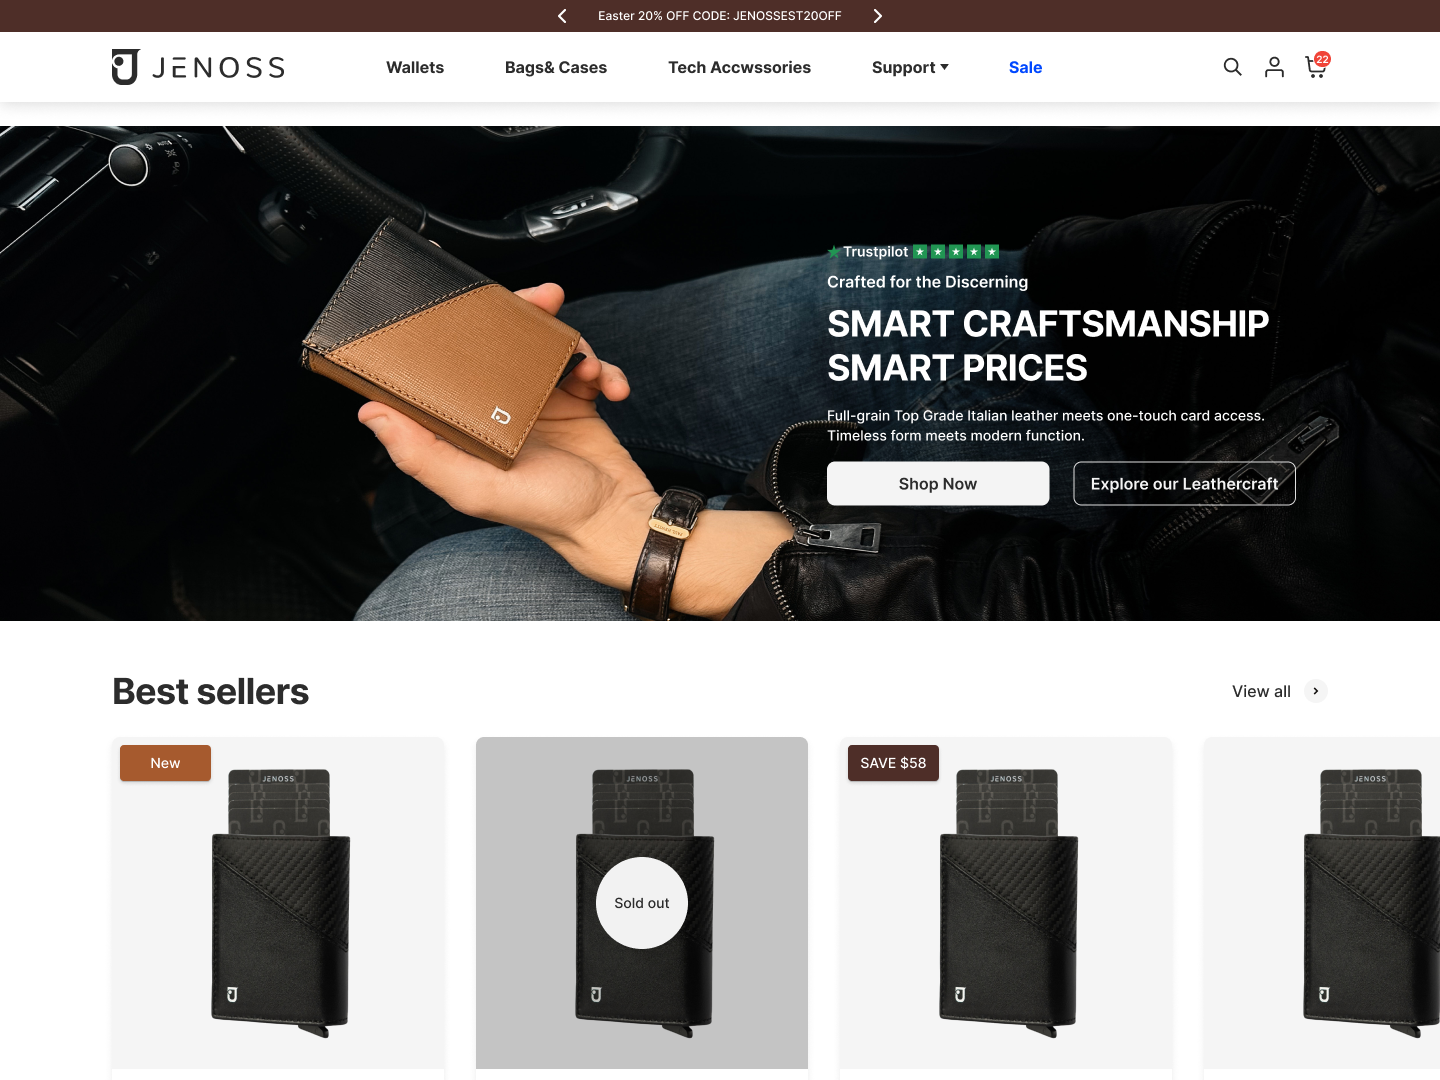 Easter 20% OFF CODE: JENOSSEST20OFF
JENOSS
Wallets
Bags& Cases
Tech Accwssories
Support
Sale
22
Trustpilot
Crafted for the Discerning
SMART CRAFTSMANSHIP
SMART PRICES
Full-grain Top Grade Italian leather meets one-touch card access.
Timeless form meets modern function.
Shop Now
Explore our Leathercraft
Best sellers
View all
New
JENOSS
JENOSS
Sold out
SAVE $58
JENOSS
JENOSS